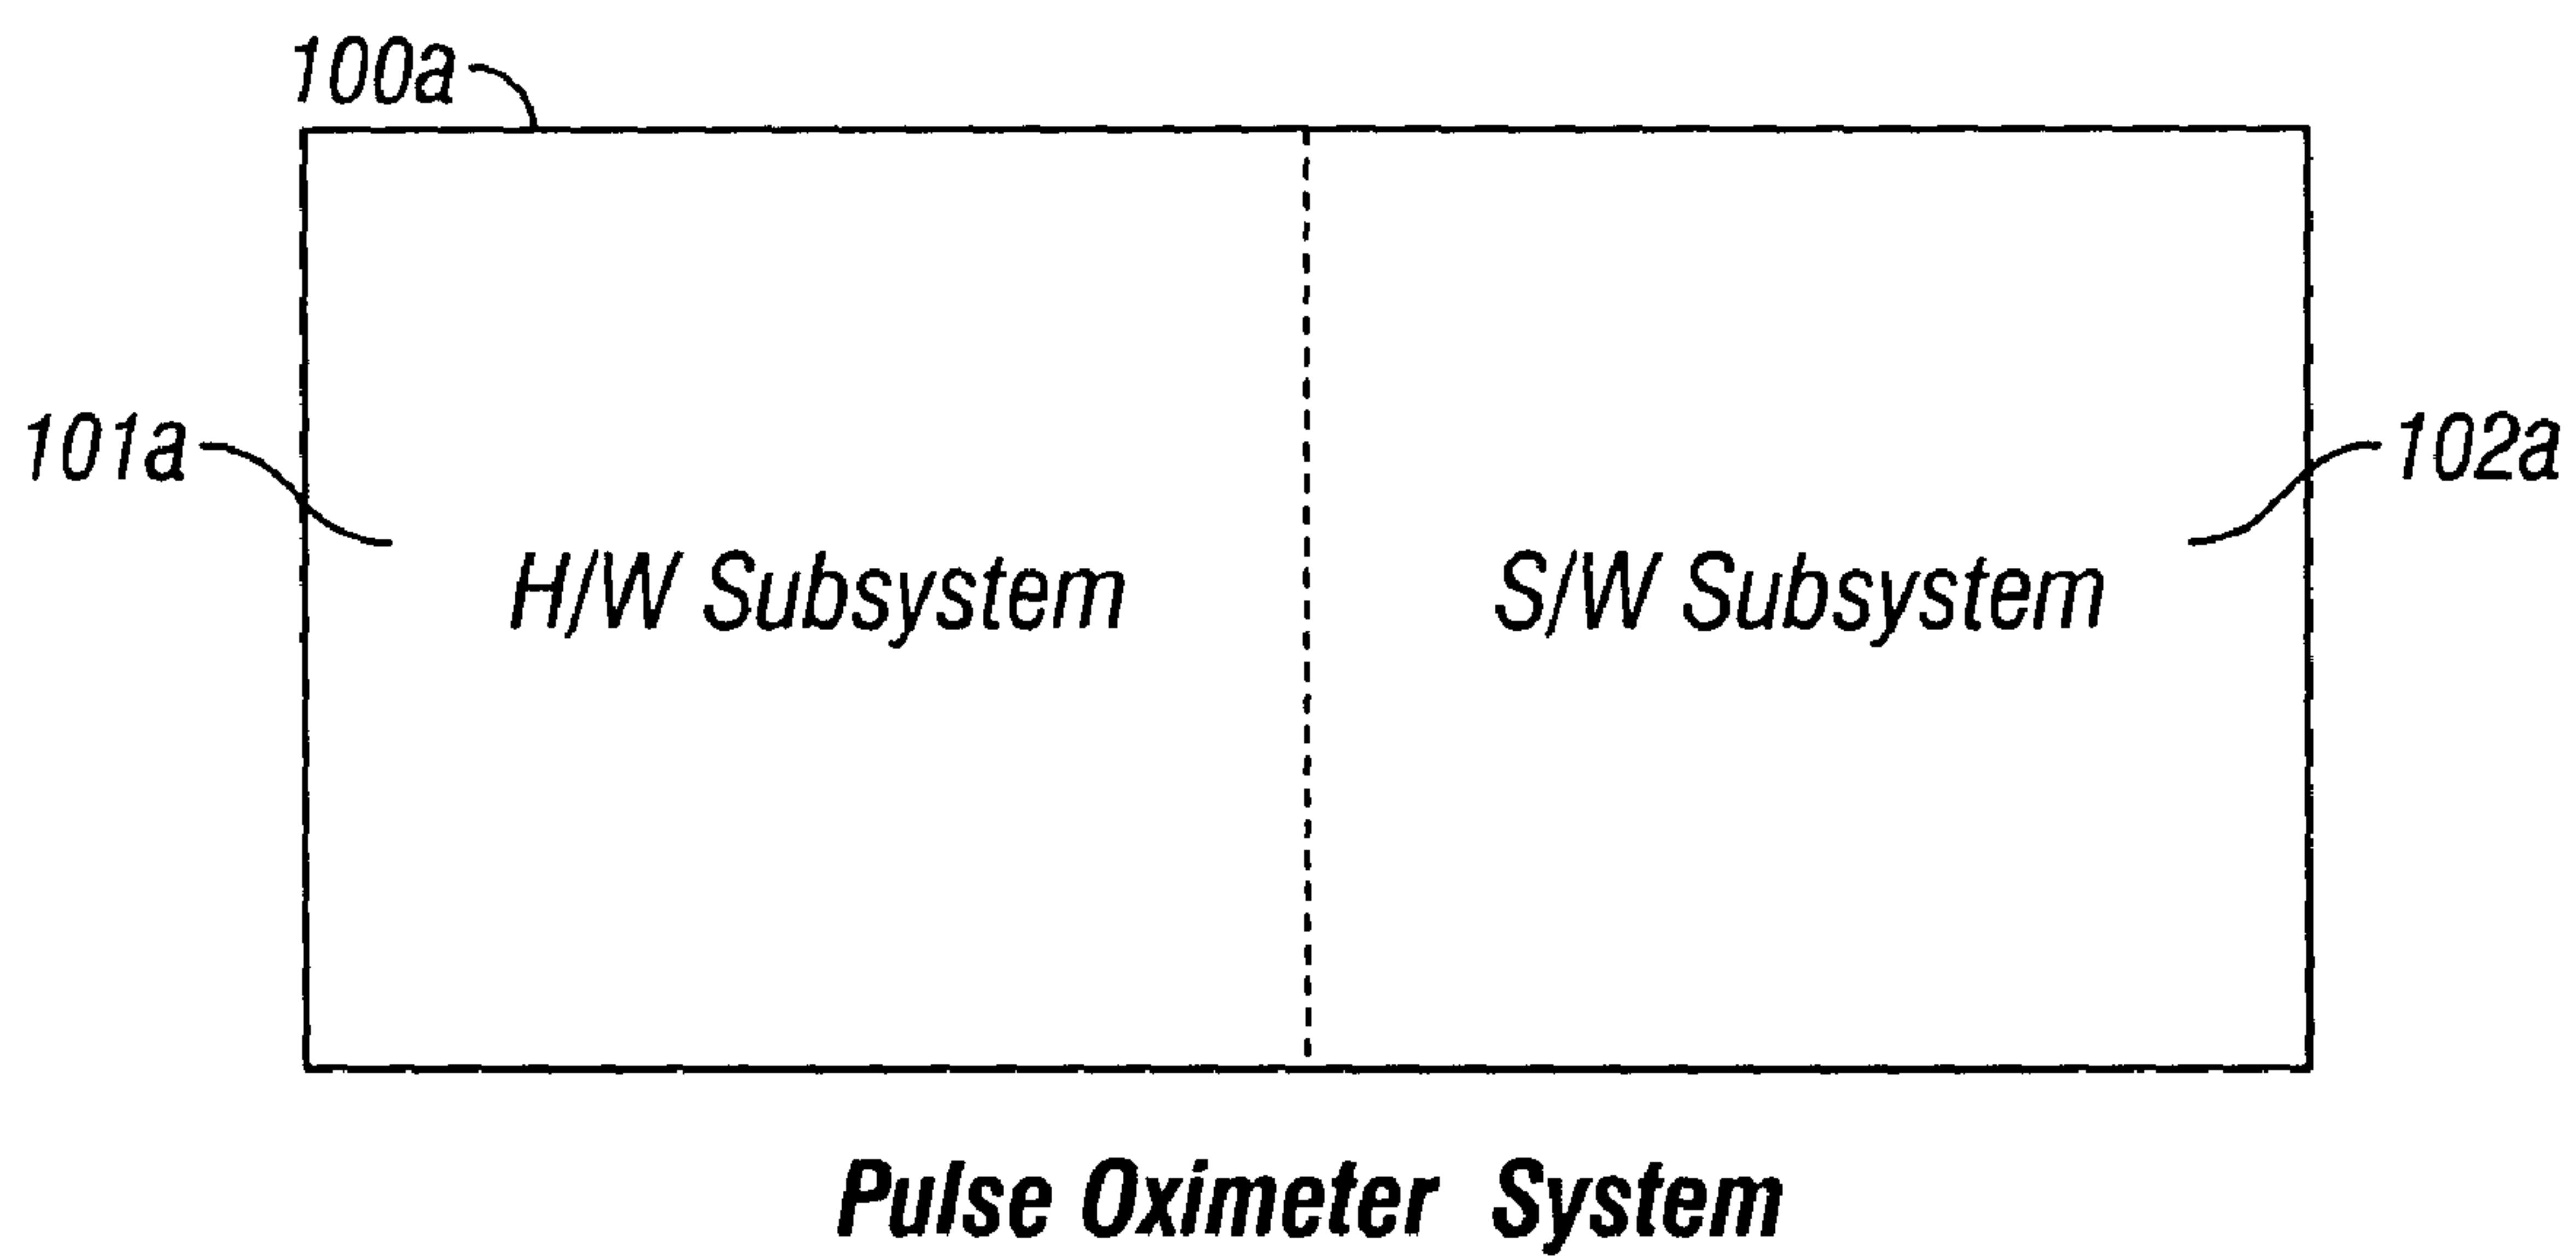 100a
101a
102a
H/W Subsystem
S/W Subsystem
Pulse Oximeter System